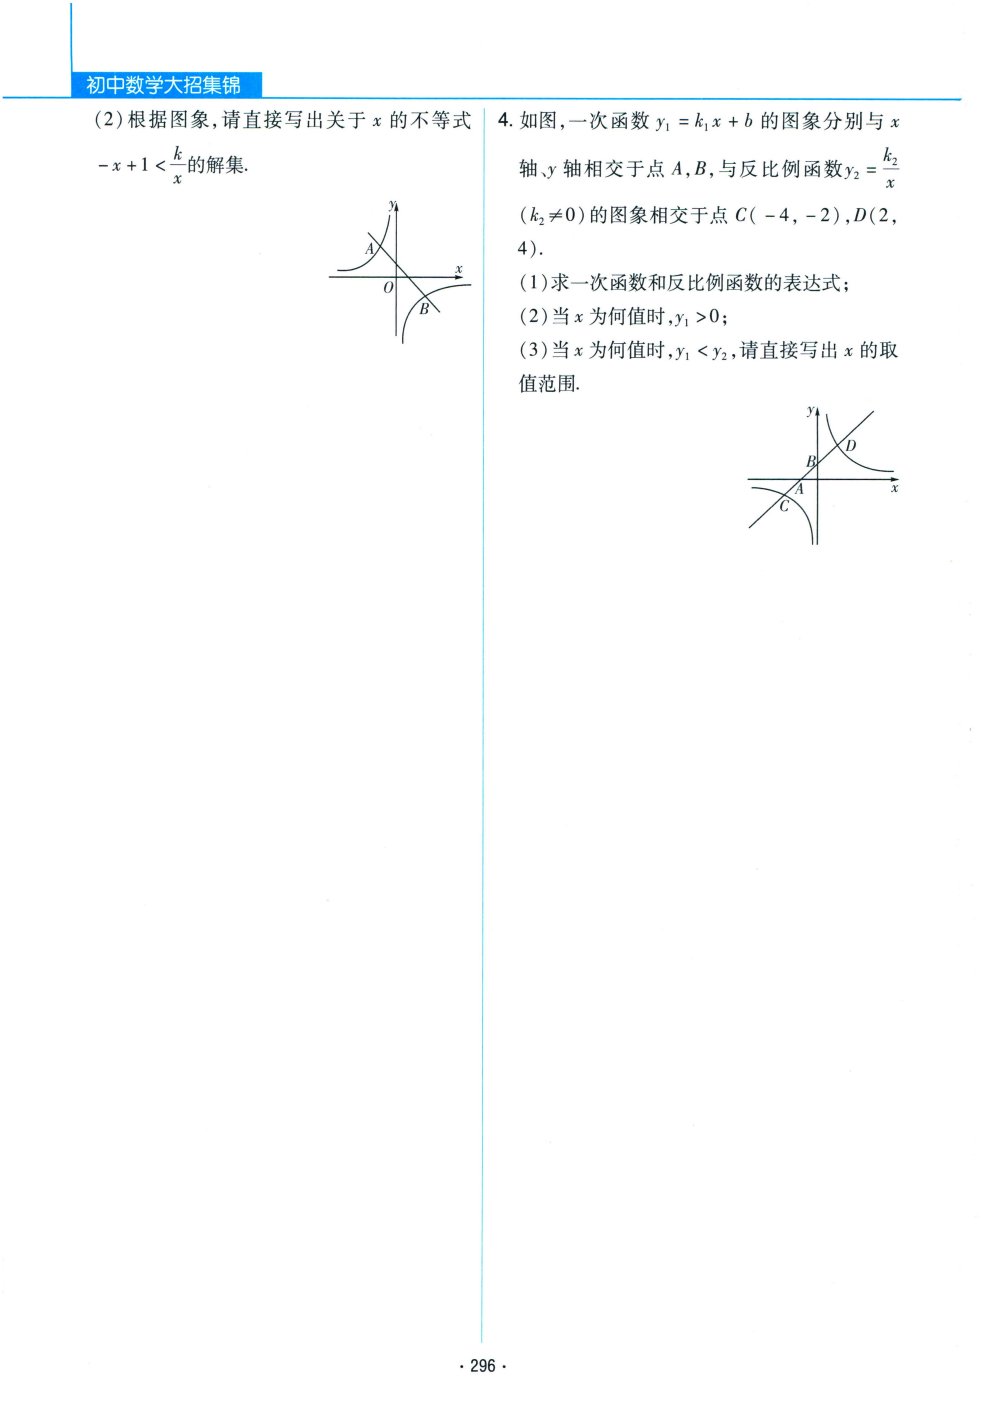 初中数学大招集锦
(2)根据图象,请直接写出关于 x 的不等式
-x+1<k/x的解集.
y
A
x
O
B
4. 如图,一次函数 y₁ = k₁x + b 的图象分别与 x
轴、y 轴相交于点 A,B,与反比例函数y₂ = k₂/x
(k₂≠0)的图象相交于点 C(-4,-2),D(2,
4).
(1)求一次函数和反比例函数的表达式;
(2)当 x 为何值时,y₁>0;
(3)当 x 为何值时,y₁<y₂,请直接写出 x 的取
值范围.
y
D
B
A
x
C
·296·